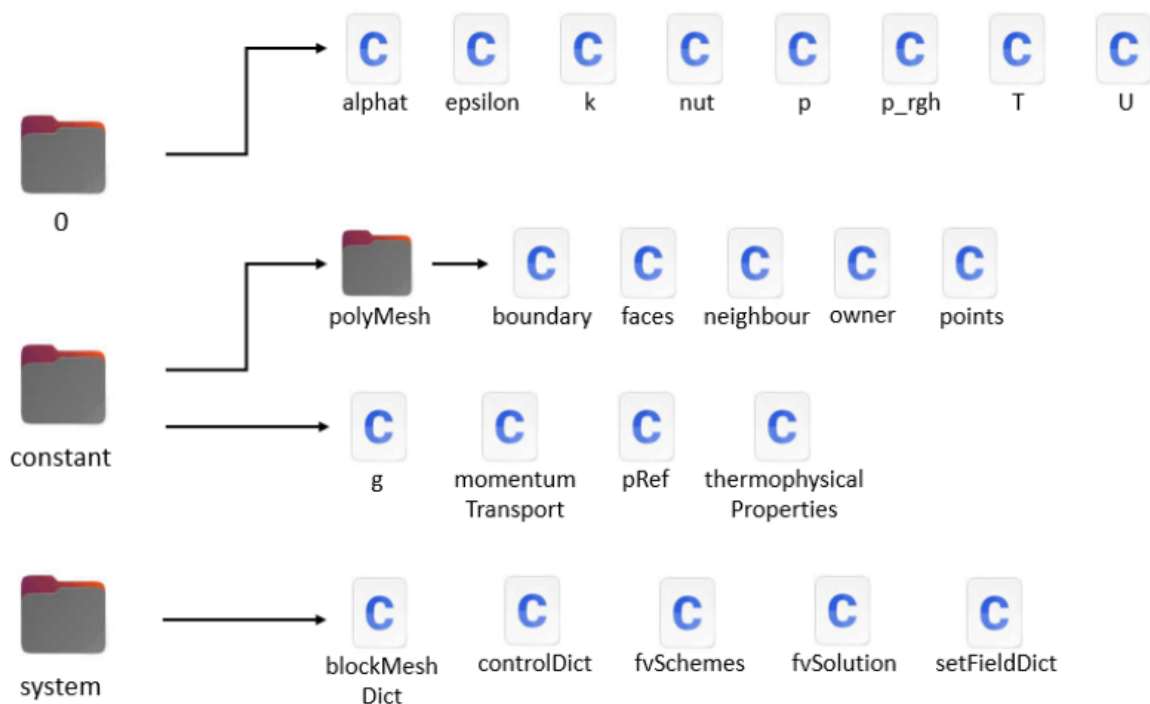 C C C C C C C C
alphat epsilon k nut p p_rgh T U
0
C C C C C
polyMesh boundary faces neighbour owner points
C C C C
constant
g momentum pRef thermophysical
Transport Properties
C C C C C
blockMesh controlDict fvSchemes fvSolution setFieldDict
system Dict